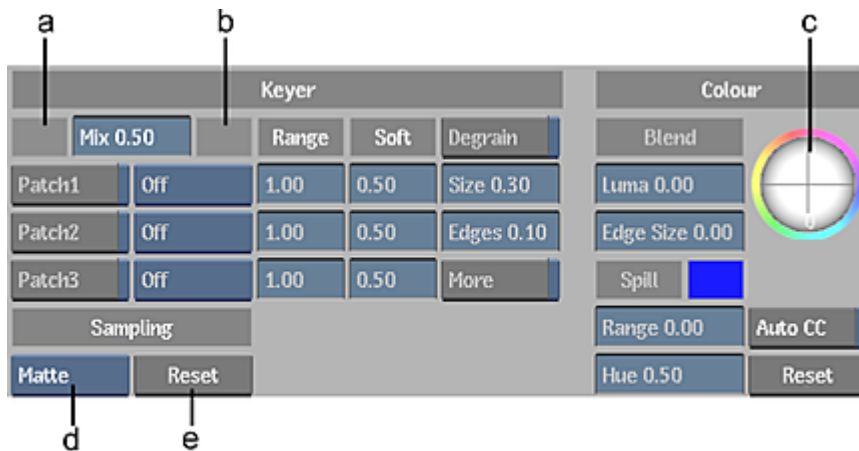 a b c
Keyer Colour
Mix 0.50 Range Soft Degrain Blend
Patch1 Off 1.00 0.50 Size 0.30 Luma 0.00
Patch2 Off 1.00 0.50 Edges 0.10 Edge Size 0.00
Patch3 Off 1.00 0.50 More Spill
Sampling Range 0.00 Auto CC
Matte Reset Hue 0.50 Reset
d e